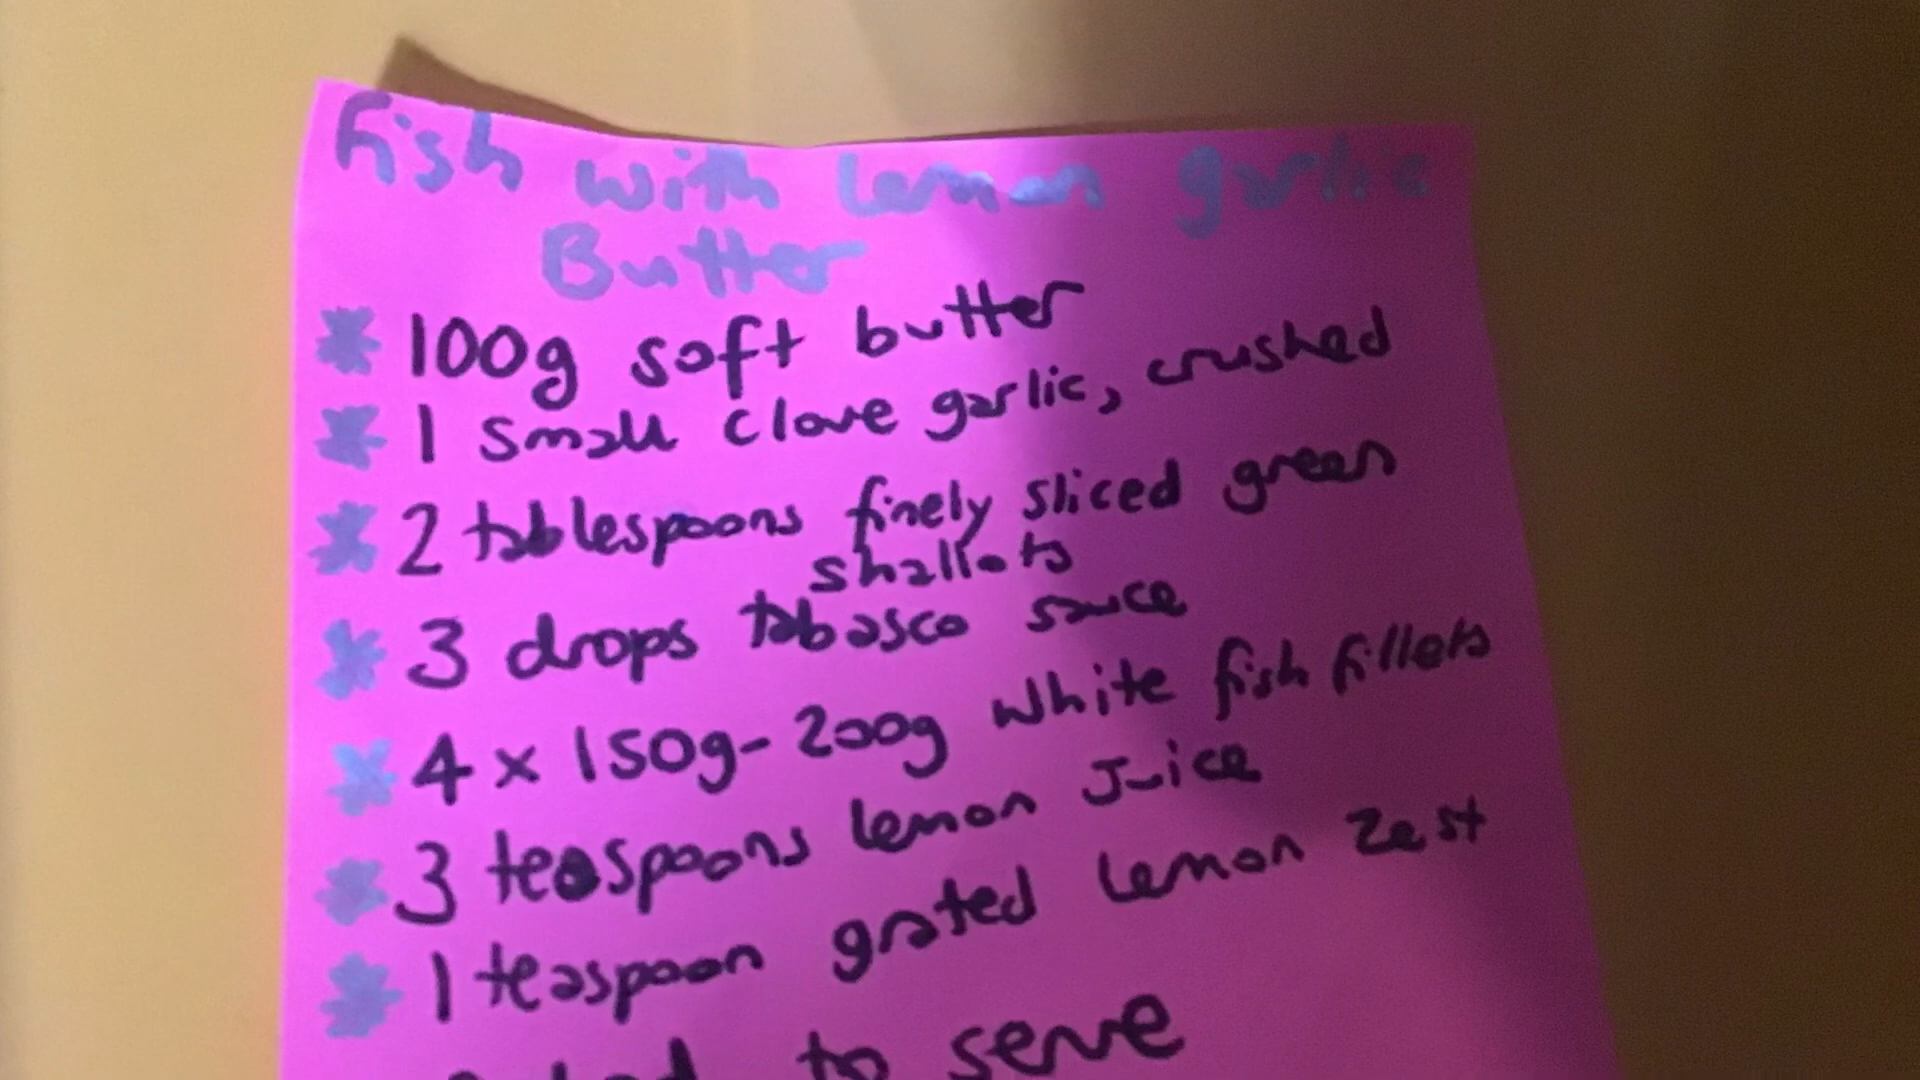 Fish with Lemon garlic
Butter
100g soft butter
1 small clove garlic, crushed
2 tablespoons finely sliced green
shallots
3 drops tabasco sauce
4 x 150g-200g white fish fillets
3 teaspoons lemon Juice
1 teaspoon grated lemon zest
to serve